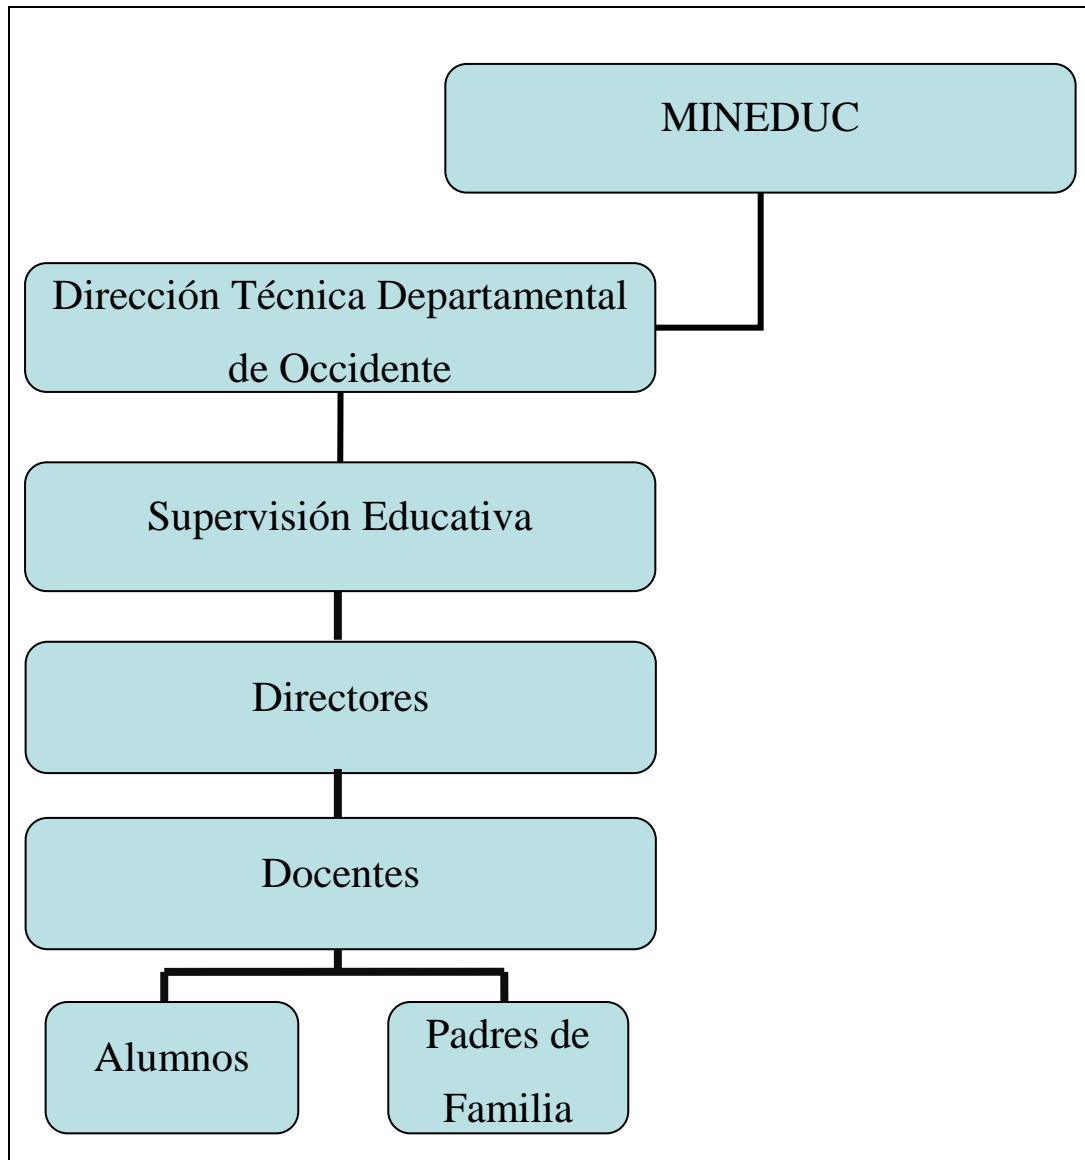 MINEDUC
Dirección Técnica Departamental
de Occidente
Supervisión Educativa
Directores
Docentes
Alumnos
Padres de
Familia